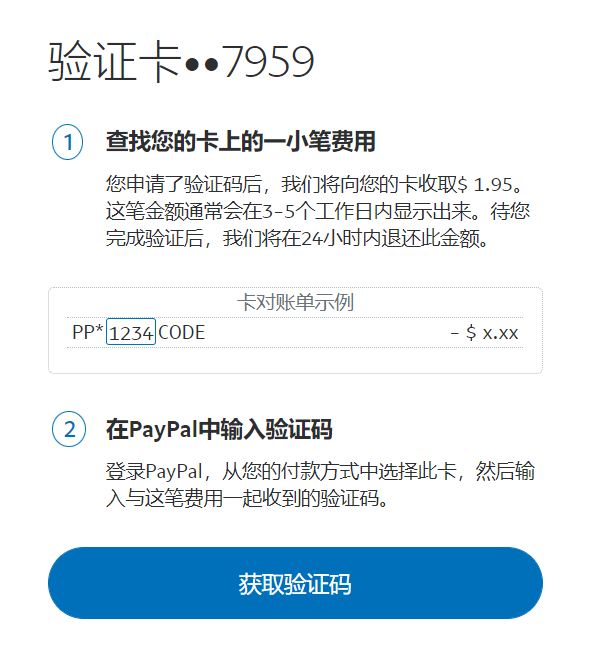 验证卡••7959
1 查找您的卡上的一小笔费用
您申请了验证码后，我们将向您的卡收取$ 1.95。
这笔金额通常会在3-5个工作日内显示出来。待您
完成验证后，我们将在24小时内退还此金额。
卡对账单示例
PP*1234CODE - $ x.xx
2 在PayPal中输入验证码
登录PayPal，从您的付款方式中选择此卡，然后输
入与这笔费用一起收到的验证码。
获取验证码